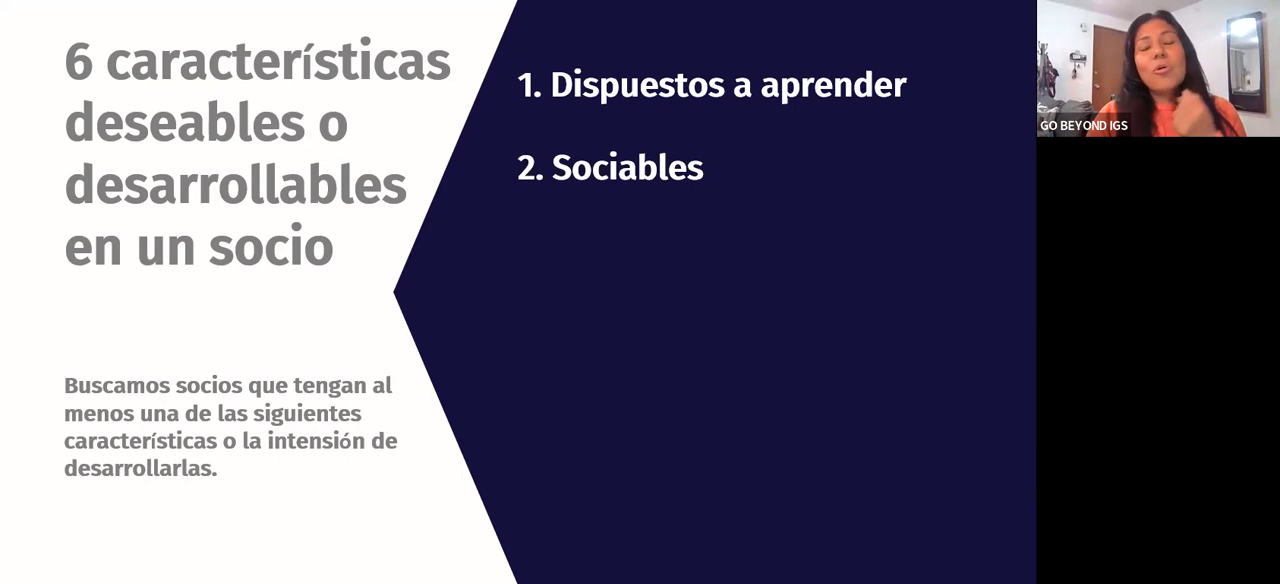 6 características
deseables o
desarrollables
en un socio
Buscamos socios que tengan al
menos una de las siguientes
características o la intensión de
desarrollarlas.
1. Dispuestos a aprender
2. Sociables
GO BEYOND IGS